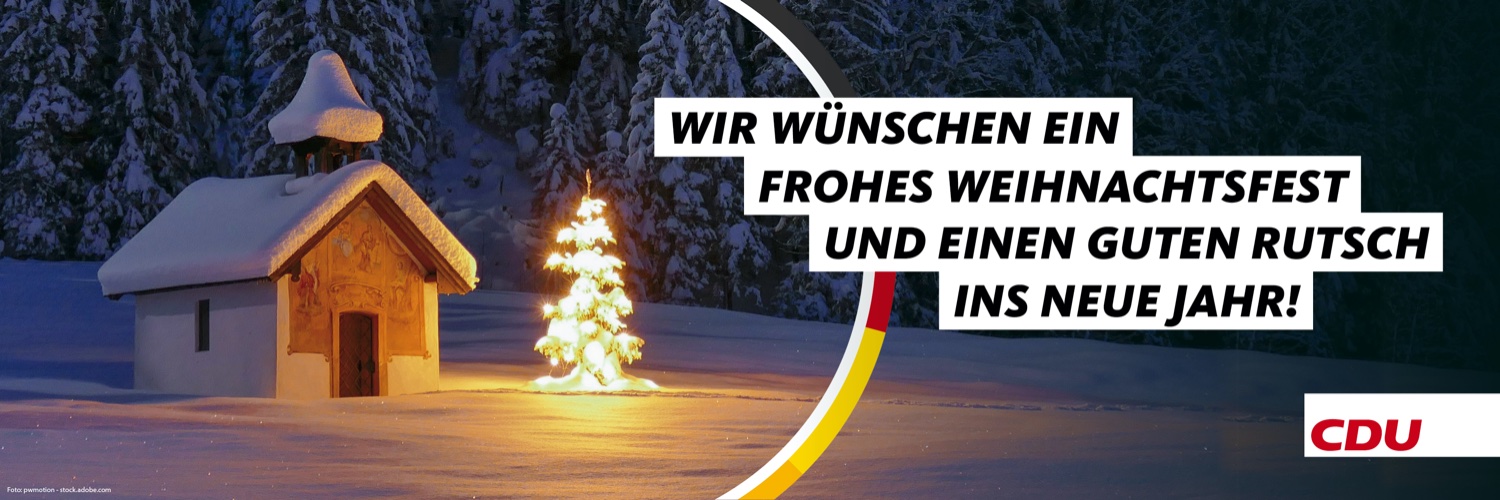 WIR WÜNSCHEN EIN
FROHES WEIHNACHTSFEST
UND EINEN GUTEN RUTSCH
INS NEUE JAHR!
CDU
Foto: pwmotion - stock.adobe.com